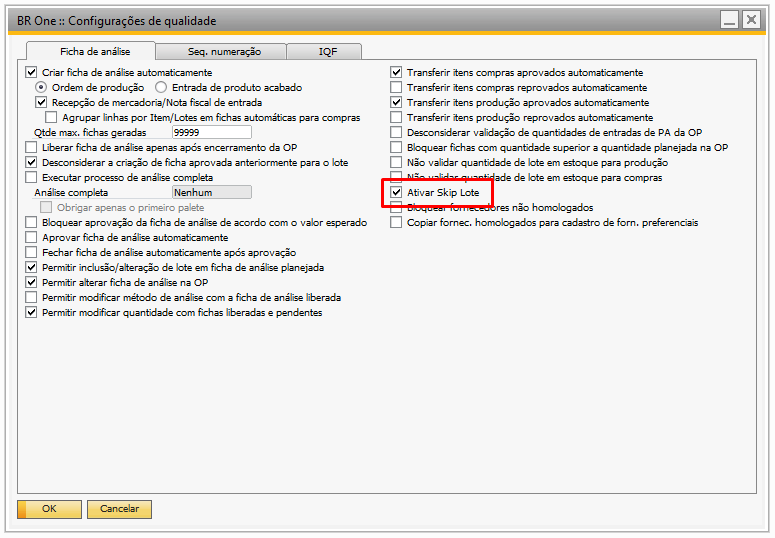 BR One :: Configurações de qualidade
Ficha de análise
Seq. numeração
IQF
Criar ficha de análise automaticamente
Ordem de produção
Entrada de produto acabado
Recepção de mercadoria/Nota fiscal de entrada
Agrupar linhas por Item/Lotes em fichas automáticas para compras
Qtde max. fichas geradas
99999
Liberar ficha de análise apenas após encerramento da OP
Desconsiderar a criação de ficha aprovada anteriormente para o lote
Executar processo de análise completa
Análise completa
Nenhum
Obrigar apenas o primeiro palete
Bloquear aprovação da ficha de análise de acordo com o valor esperado
Aprovar ficha de análise automaticamente
Fechar ficha de análise automaticamente após aprovação
Permitir inclusão/alteração de lote em ficha de análise planejada
Permitir alterar ficha de análise na OP
Permitir modificar método de análise com a ficha de análise liberada
Permitir modificar quantidade com fichas liberadas e pendentes
Transferir itens compras aprovados automaticamente
Transferir itens compras reprovados automaticamente
Transferir itens produção aprovados automaticamente
Transferir itens produção reprovados automaticamente
Desconsiderar validação de quantidades de entradas de PA da OP
Bloquear fichas com quantidade superior a quantidade planejada na OP
Não validar quantidade de lote em estoque para produção
Não validar quantidade de lote em estoque para compras
Ativar Skip Lote
Bloquear fornecedores não homologados
Copiar fornec. homologados para cadastro de forn. preferenciais
OK
Cancelar